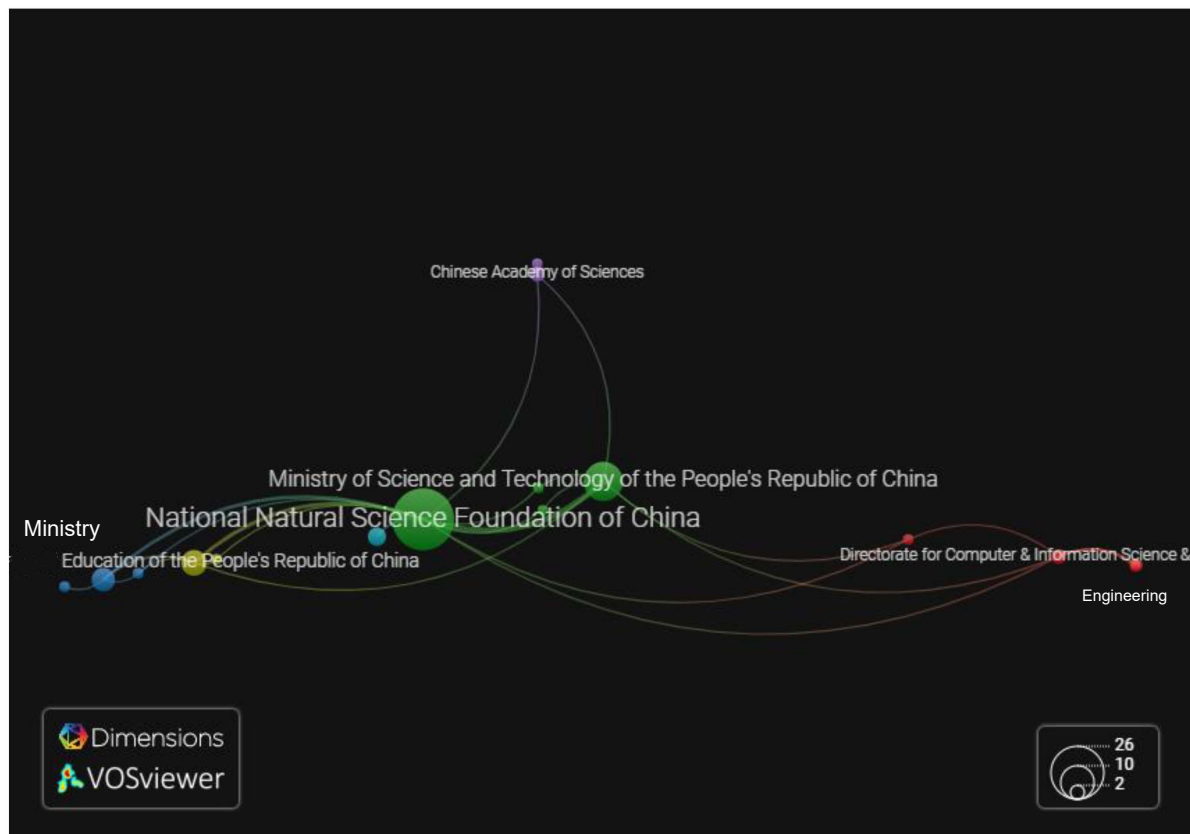 Chinese Academy of Sciences
Ministry of Science and Technology of the People's Republic of China
National Natural Science Foundation of China
Ministry
Education of the People's Republic of China
Directorate for Computer & Information Science &
Engineering
Dimensions
VOSviewer
26
10
2